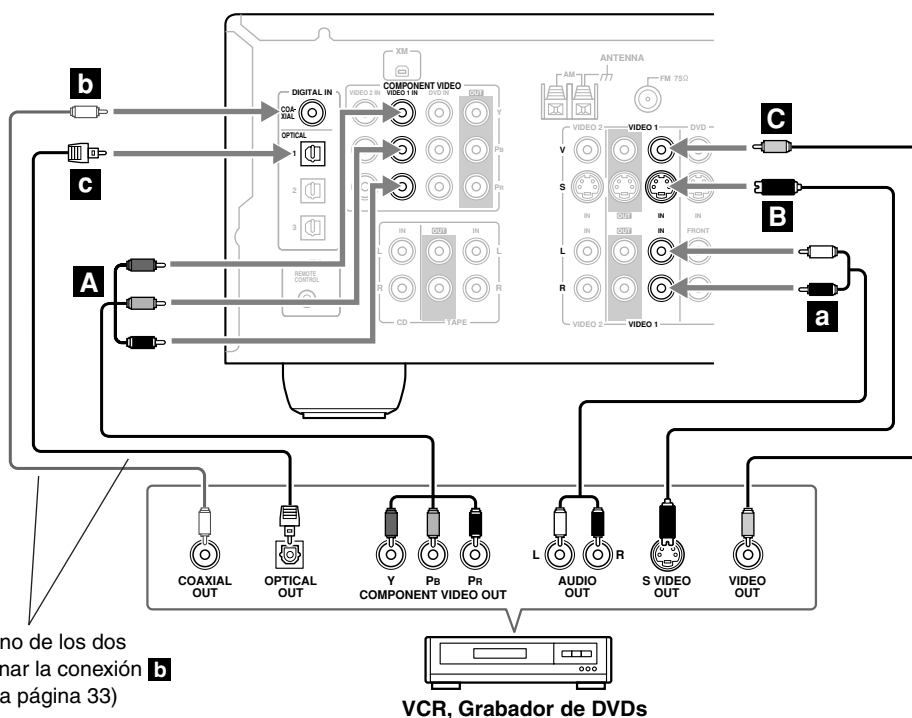 XM
ANTENNA
AM
FM 75Ω
b
DIGITAL IN
COMPONENT VIDEO
VIDEO 2 IN VIDEO 1 IN DVD IN OUT
COA-
XIAL
Y
OPTICAL
VIDEO 2 VIDEO 1 DVD
C
c
1
PB
V
2
PR
S
B
3
IN OUT IN IN
IN OUT IN
IN OUT IN FRONT
L L
L
A
REMOTE
CONTROL
R R
R
a
CD TAPE
VIDEO 2 VIDEO 1
L R
COAXIAL
OUT
OPTICAL
OUT
Y PB PR
COMPONENT VIDEO OUT
AUDIO
OUT
S VIDEO
OUT
VIDEO
OUT
no de los dos
nar la conexión b
a página 33)
VCR, Grabador de DVDs